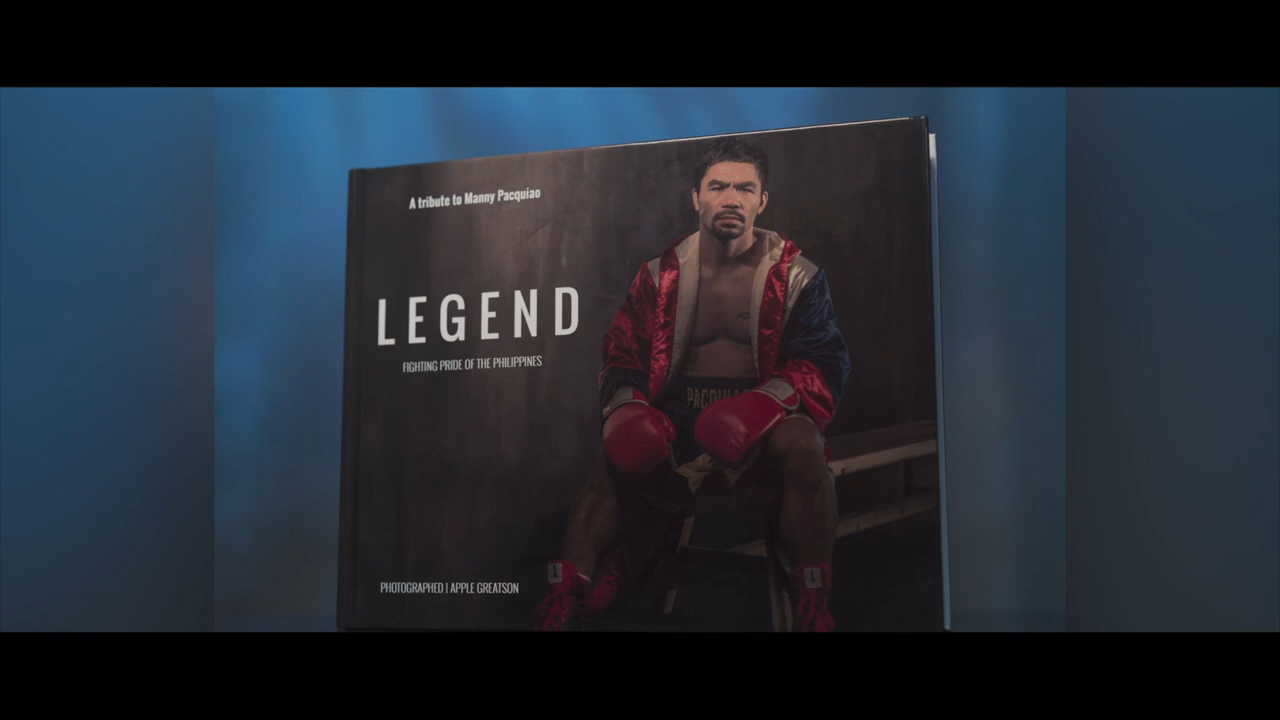 A tribute to Manny Pacquiao
LEGEND
FIGHTING PRIDE OF THE PHILIPPINES
PHOTOGRAPHED | APPLE GREATSON